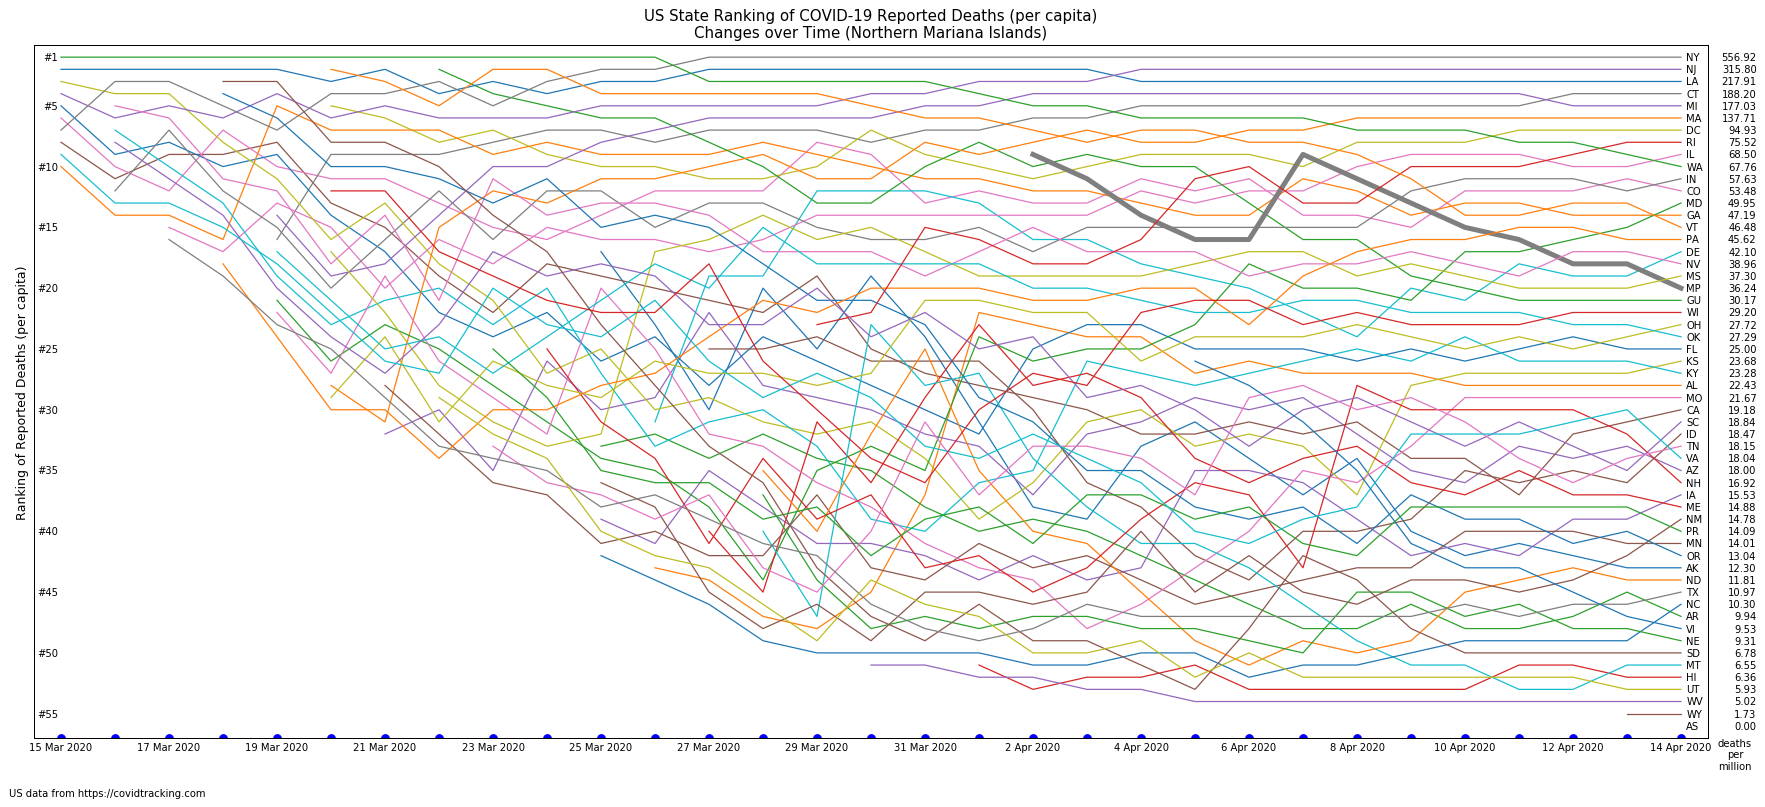 US State Ranking of COVID-19 Reported Deaths (per capita)
Changes over Time (Northern Mariana Islands)
Ranking of Reported Deaths (per capita)
#1
#5
#10
#15
#20
#25
#30
#35
#40
#45
#50
#55
NY 556.92
NJ 315.80
LA 217.91
CT 188.20
MI 177.03
MA 137.71
DC 94.93
RI 75.52
IL 68.50
WA 67.76
IN 57.63
CO 53.48
MD 49.95
GA 47.19
VT 46.48
PA 45.62
DE 42.10
NV 38.96
MS 37.30
MP 36.24
GU 30.17
WI 29.20
OH 27.72
OK 27.29
FL 25.00
KS 23.68
KY 23.28
AL 22.43
MO 21.67
CA 19.18
SC 18.84
ID 18.47
TN 18.15
VA 18.04
AZ 18.00
NH 16.92
IA 15.53
ME 14.88
NM 14.78
PR 14.09
MN 14.01
OR 13.04
AK 12.30
ND 11.81
TX 10.97
NC 10.30
AR 9.94
VI 9.53
NE 9.31
SD 6.78
MT 6.55
HI 6.36
UT 5.93
WV 5.02
WY 1.73
AS 0.00
15 Mar 2020 17 Mar 2020 19 Mar 2020 21 Mar 2020 23 Mar 2020 25 Mar 2020 27 Mar 2020 29 Mar 2020 31 Mar 2020 2 Apr 2020 4 Apr 2020 6 Apr 2020 8 Apr 2020 10 Apr 2020 12 Apr 2020 14 Apr 2020
deaths
per
million
US data from https://covidtracking.com